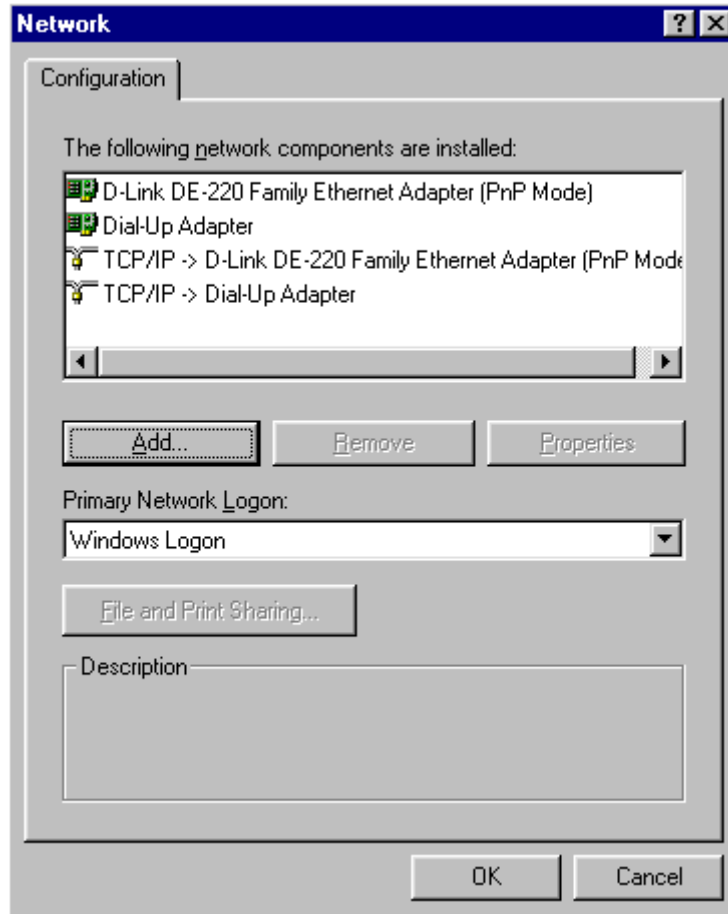 Network
Configuration
The following network components are installed:
D-Link DE-220 Family Ethernet Adapter (PnP Mode)
Dial-Up Adapter
TCP/IP -> D-Link DE-220 Family Ethernet Adapter (PnP Mode
TCP/IP -> Dial-Up Adapter
Add... Remove Properties
Primary Network Logon:
Windows Logon
File and Print Sharing...
Description
OK Cancel